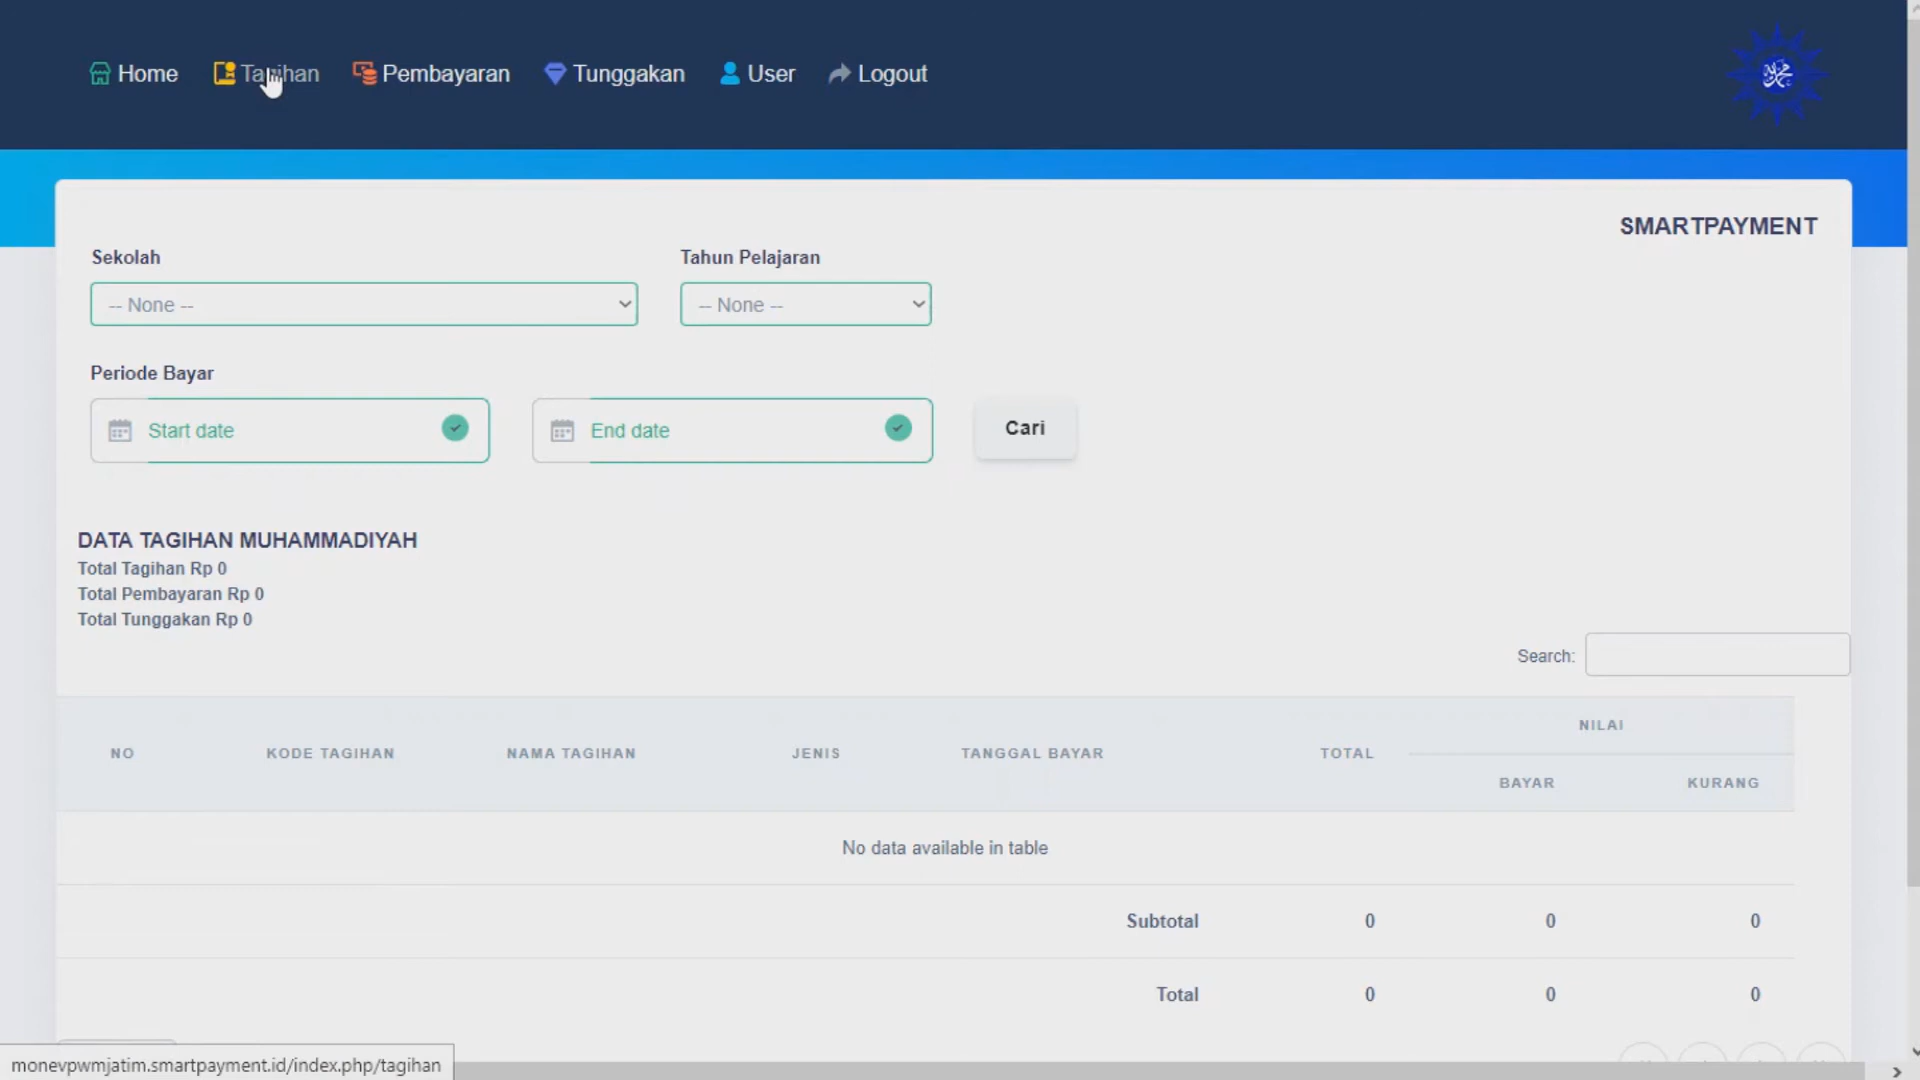 Home Tagihan Pembayaran Tunggakan User Logout
SMARTPAYMENT
Sekolah Tahun Pelajaran
-- None -- -- None --
Periode Bayar
Start date End date Cari
DATA TAGIHAN MUHAMMADIYAH
Total Tagihan Rp 0
Total Pembayaran Rp 0
Total Tunggakan Rp 0
Search:
NILAI
NO KODE TAGIHAN NAMA TAGIHAN JENIS TANGGAL BAYAR TOTAL
BAYAR KURANG
No data available in table
Subtotal 0 0 0
Total 0 0 0
monevpwmjatim.smartpayment.id/index.php/tagihan